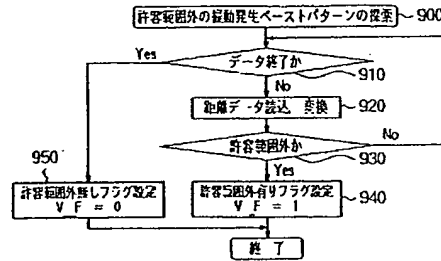 許容範囲外の振動発生ペーストパターンの探索
900
Yes
データ終了か
910
No
距離データ読込、変換
920
許容範囲外か
No
930
950
Yes
許容範囲外無しフラグ設定
VF = 0
許容範囲外有りフラグ設定
VF = 1
940
終了